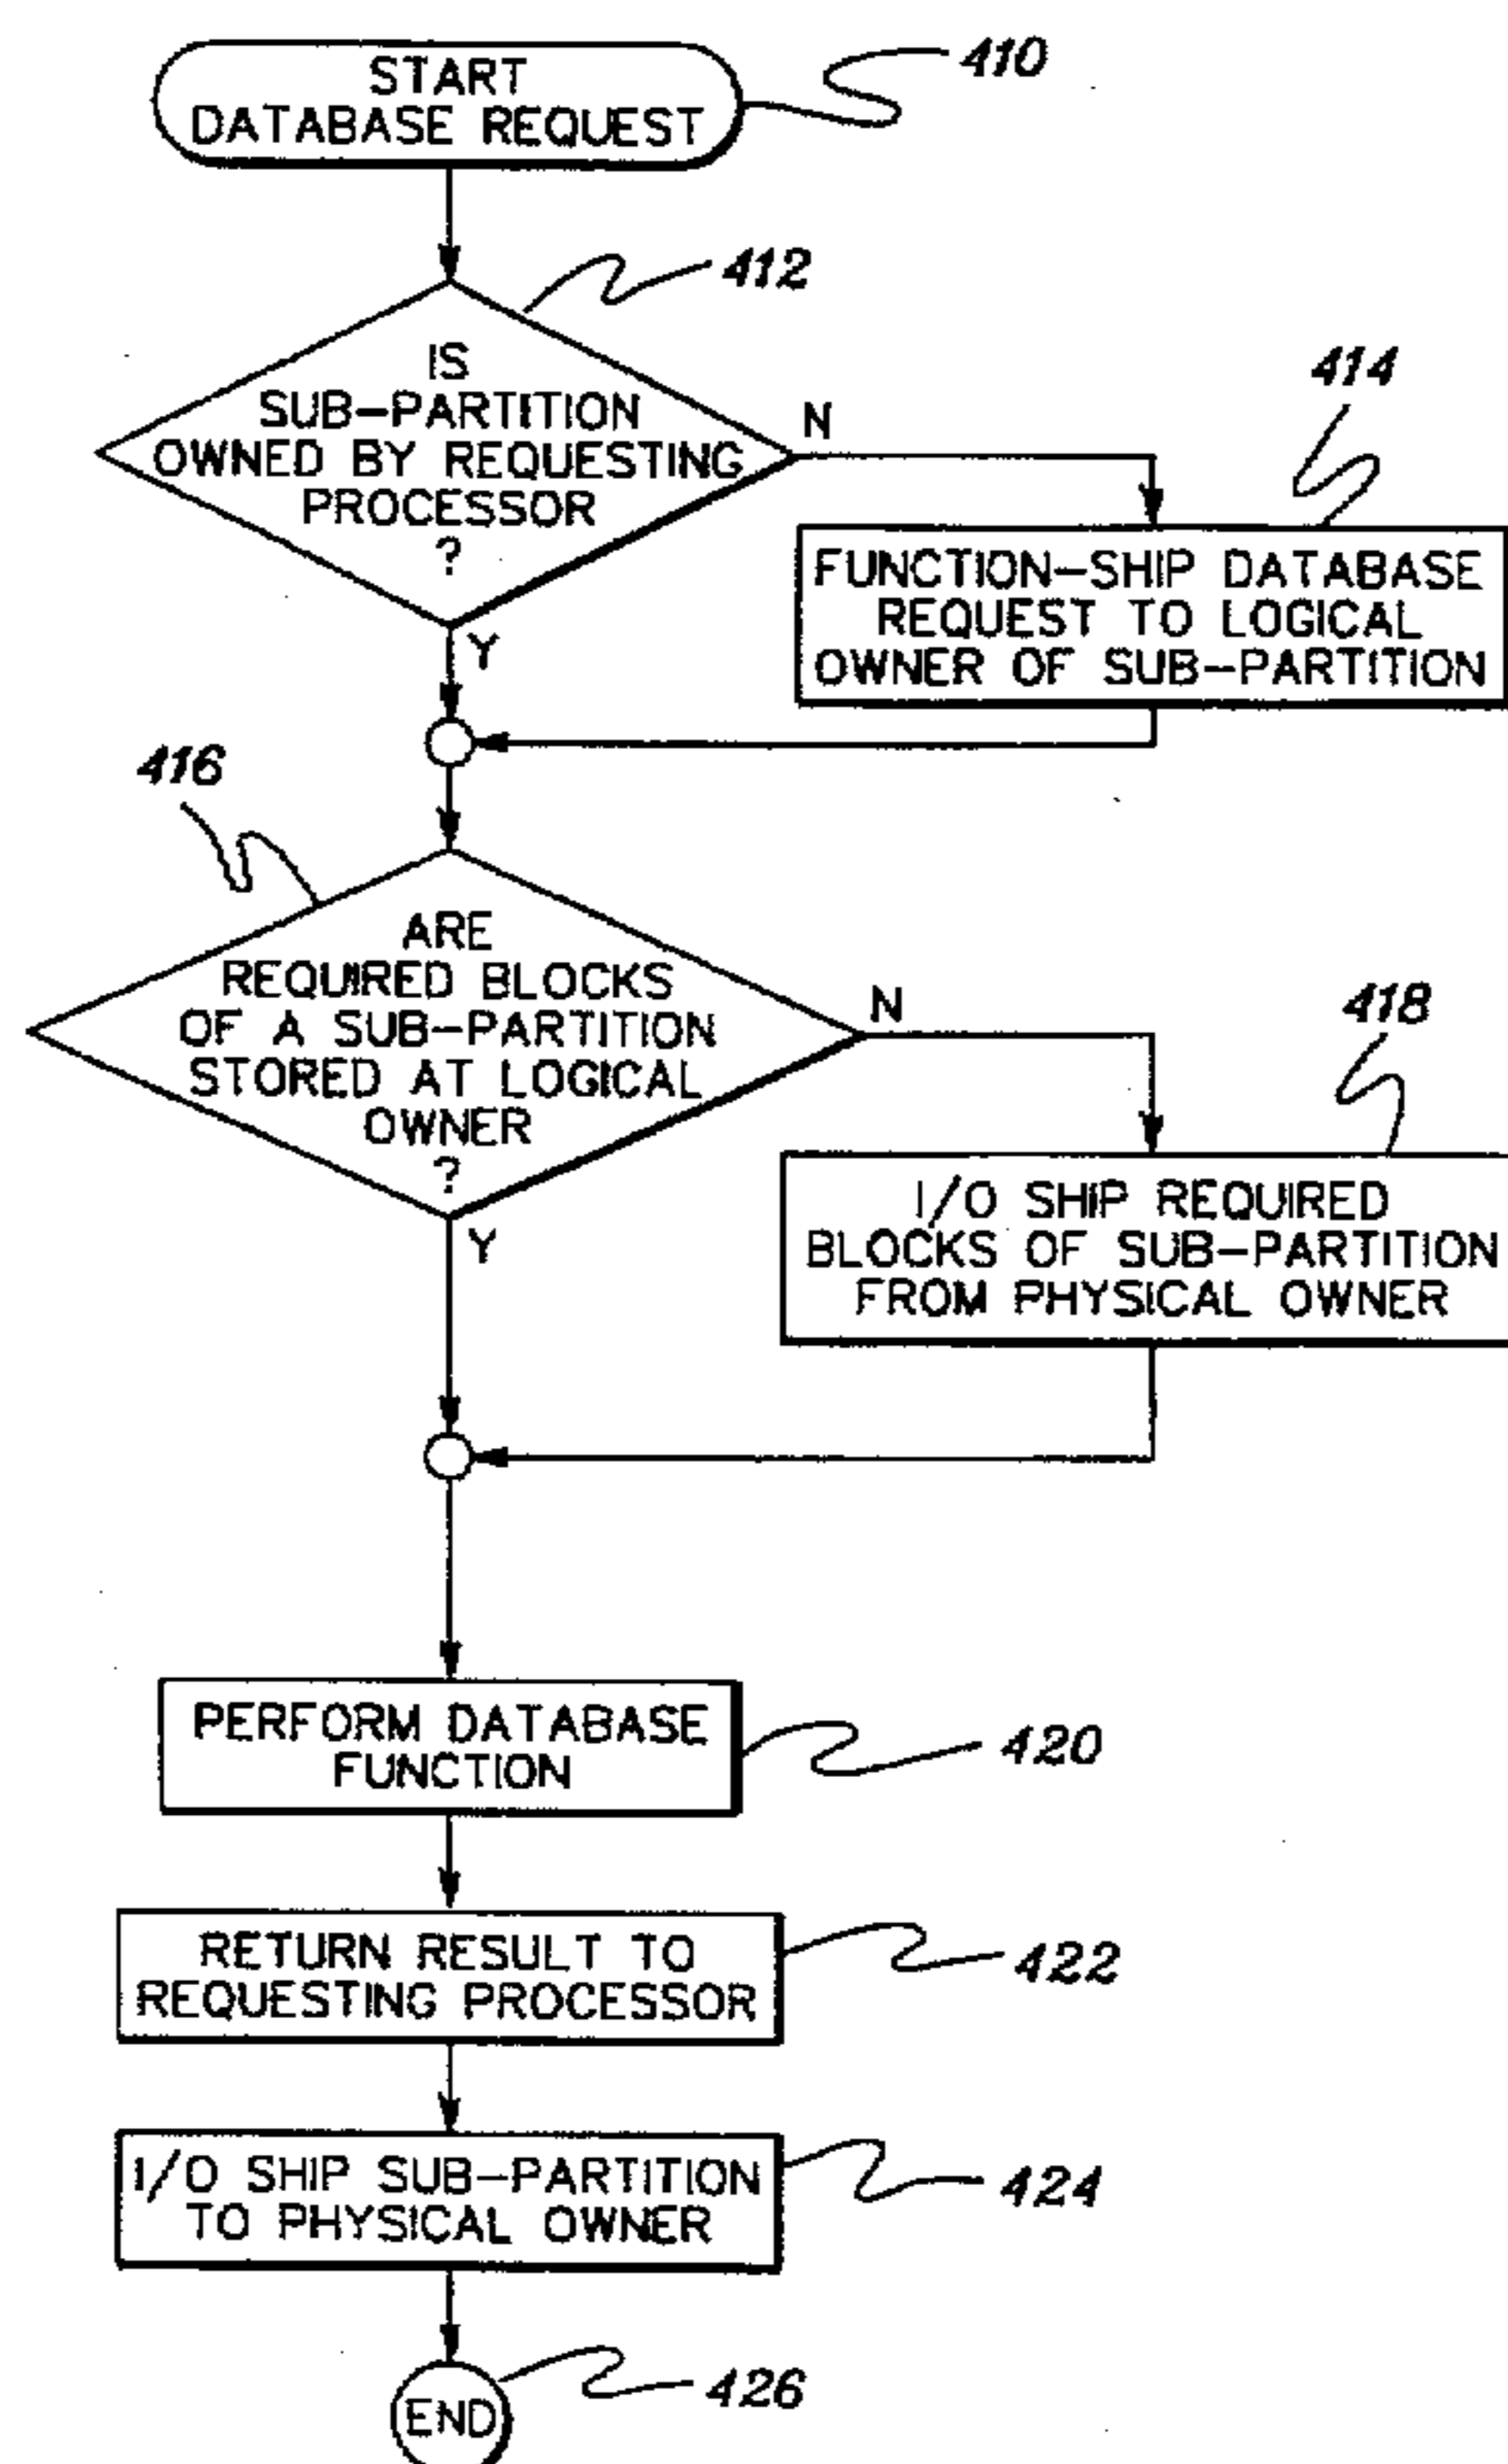 START
DATABASE REQUEST
410
412
IS
SUB-PARTITION
OWNED BY REQUESTING
PROCESSOR
?
N
Y
414
FUNCTION-SHIP DATABASE
REQUEST TO LOGICAL
OWNER OF SUB-PARTITION
416
ARE
REQUIRED BLOCKS
OF A SUB-PARTITION
STORED AT LOGICAL
OWNER
?
N
Y
418
I/O SHIP REQUIRED
BLOCKS OF SUB-PARTITION
FROM PHYSICAL OWNER
PERFORM DATABASE
FUNCTION
420
RETURN RESULT TO
REQUESTING PROCESSOR
422
I/O SHIP SUB-PARTITION
TO PHYSICAL OWNER
424
END
426